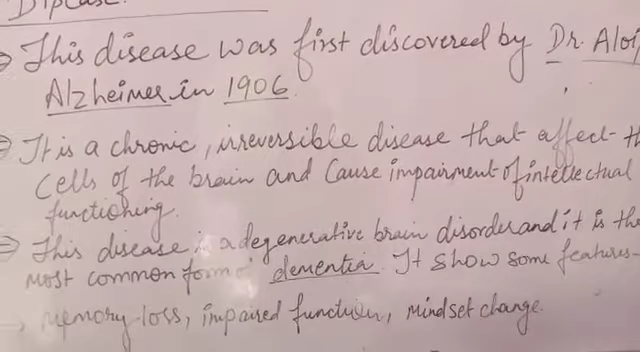 This disease was first discovered by Dr. Aloi
Alzheimer in 1906.
It is a chronic, irreversible disease that affect th
Cells of the brain and Cause impairment of intellectual
functioning.
This disease is a degenerative brain disorder and it is the
most common form of dementia. It show some features-
memory loss, impaired function, mindset change.